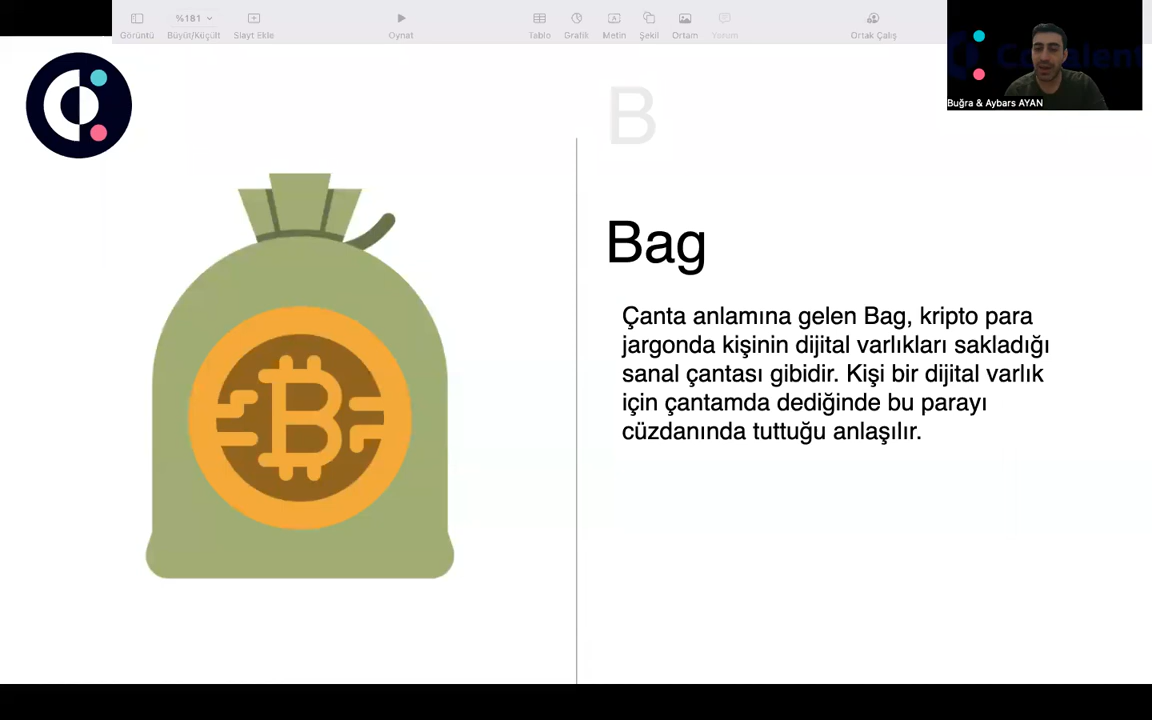 %181
Görüntü
Büyüt/Küçült
Slayt Ekle
Oynat
Tablo
Grafik
Metin
Şekil
Ortam
Yorum
Ortak Çalış
Covalent
Buğra & Aybars AYAN
B
Bag
Çanta anlamına gelen Bag, kripto para
jargonda kişinin dijital varlıkları sakladığı
sanal çantası gibidir. Kişi bir dijital varlık
için çantamda dediğinde bu parayı
cüzdanında tuttuğu anlaşılır.